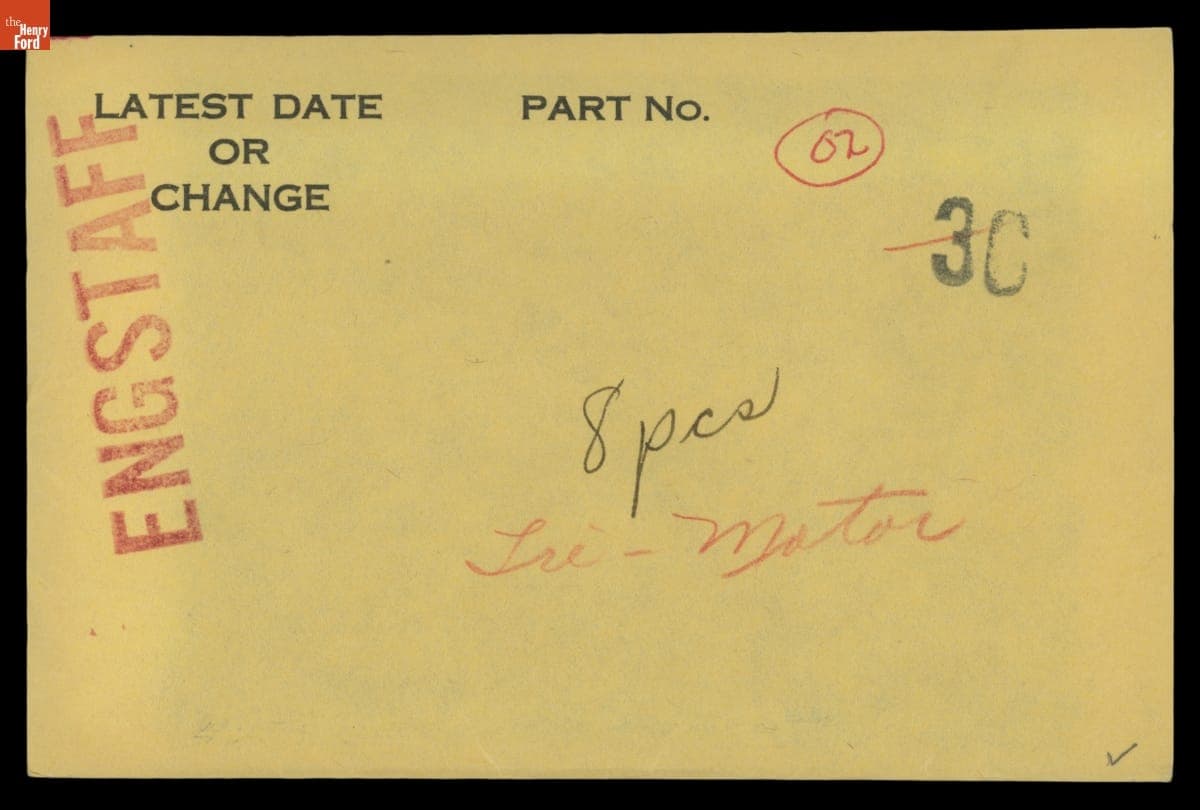 the
Henry
Ford
LATEST DATE
OR
CHANGE
PART No.
02
3C
ENGSTAFF
8 pcs
Tri-Motor